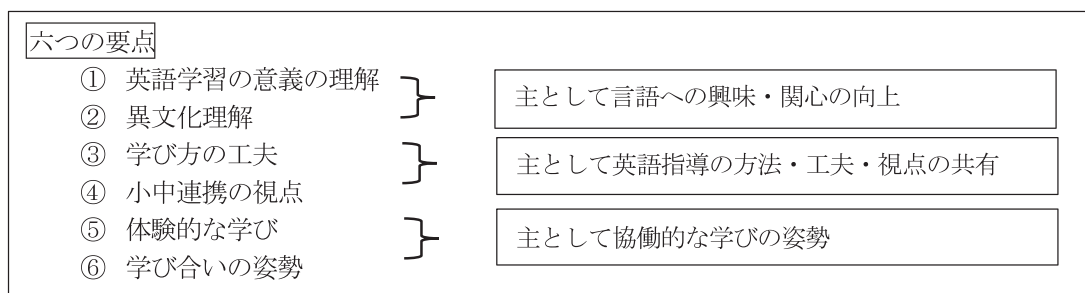 六つの要点
① 英語学習の意義の理解
② 異文化理解
主として言語への興味・関心の向上
③ 学び方の工夫
④ 小中連携の視点
主として英語指導の方法・工夫・視点の共有
⑤ 体験的な学び
⑥ 学び合いの姿勢
主として協働的な学びの姿勢